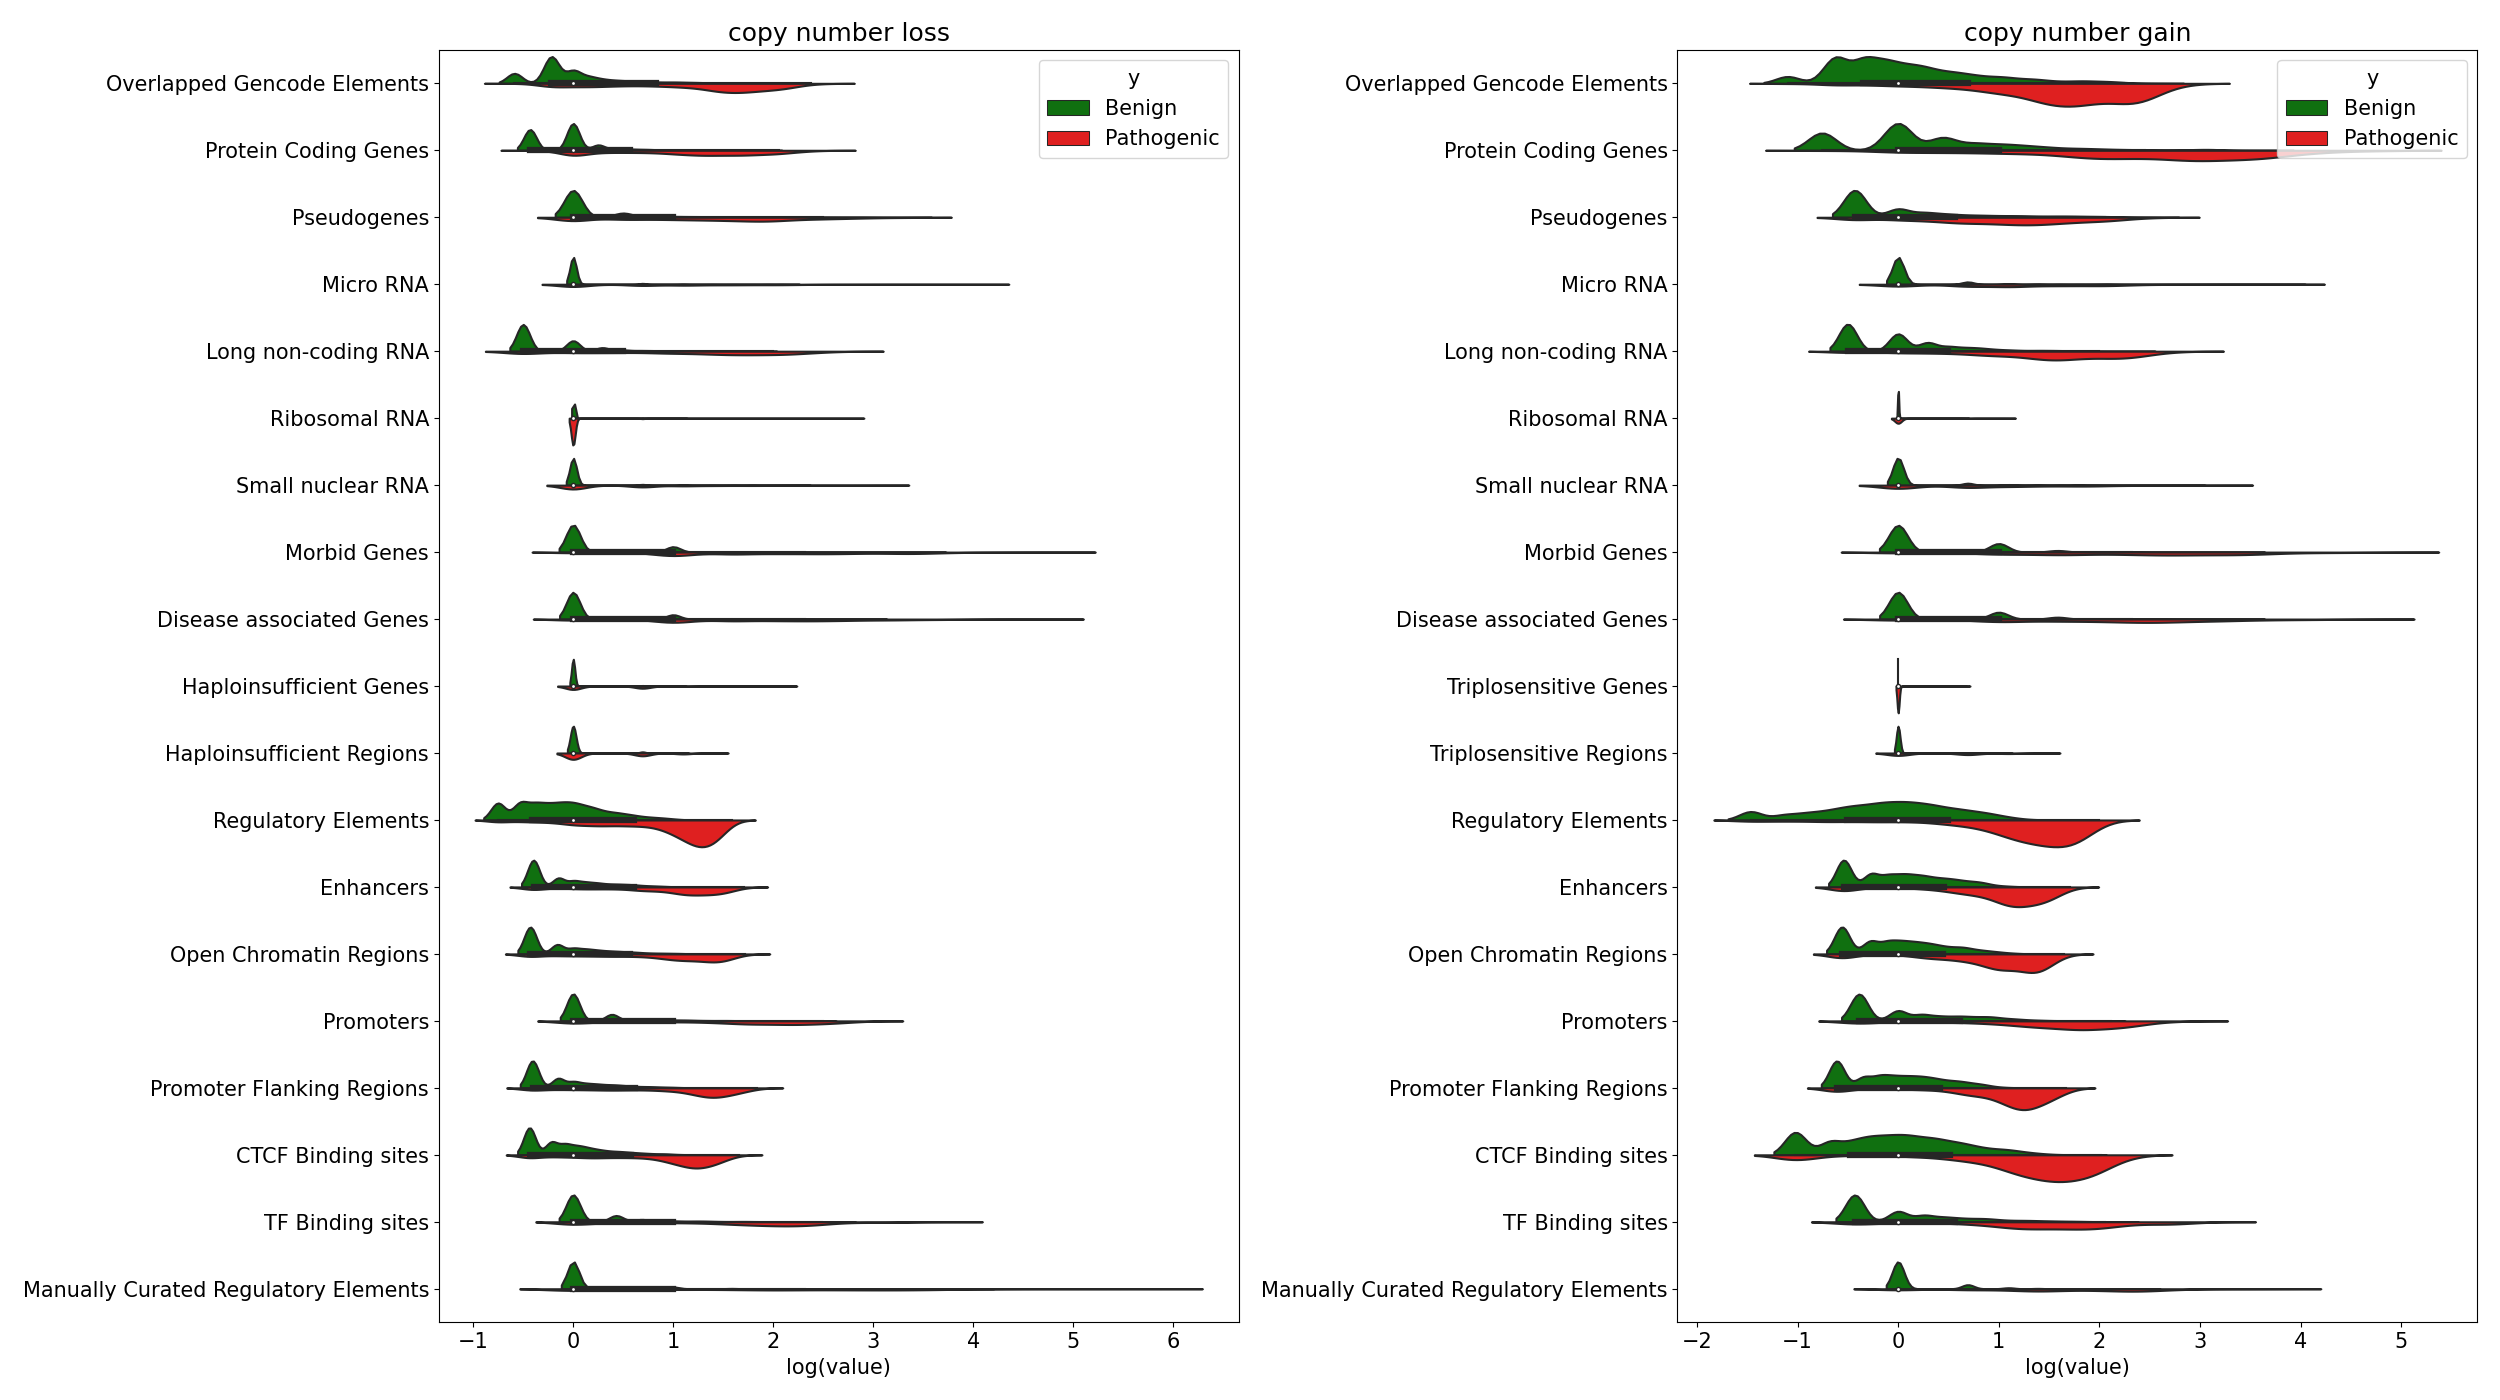 copy number loss
Overlapped Gencode Elements
Protein Coding Genes
Pseudogenes
Micro RNA
Long non-coding RNA
Ribosomal RNA
Small nuclear RNA
Morbid Genes
Disease associated Genes
Haploinsufficient Genes
Haploinsufficient Regions
Regulatory Elements
Enhancers
Open Chromatin Regions
Promoters
Promoter Flanking Regions
CTCF Binding sites
TF Binding sites
Manually Curated Regulatory Elements
y
Benign
Pathogenic
−1 0 1 2 3 4 5 6
log(value)
copy number gain
Overlapped Gencode Elements
Protein Coding Genes
Pseudogenes
Micro RNA
Long non-coding RNA
Ribosomal RNA
Small nuclear RNA
Morbid Genes
Disease associated Genes
Triplosensitive Genes
Triplosensitive Regions
Regulatory Elements
Enhancers
Open Chromatin Regions
Promoters
Promoter Flanking Regions
CTCF Binding sites
TF Binding sites
Manually Curated Regulatory Elements
y
Benign
Pathogenic
−2 −1 0 1 2 3 4 5
log(value)